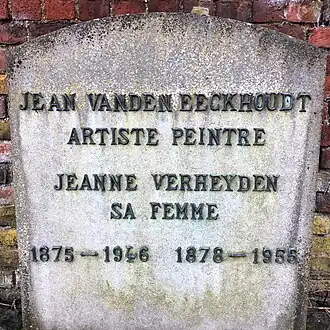 JEAN VANDEN EECKHOUDT
ARTISTE PEINTRE
JEANNE VERHEYDEN
SA FEMME
1875-1946 1878-1955